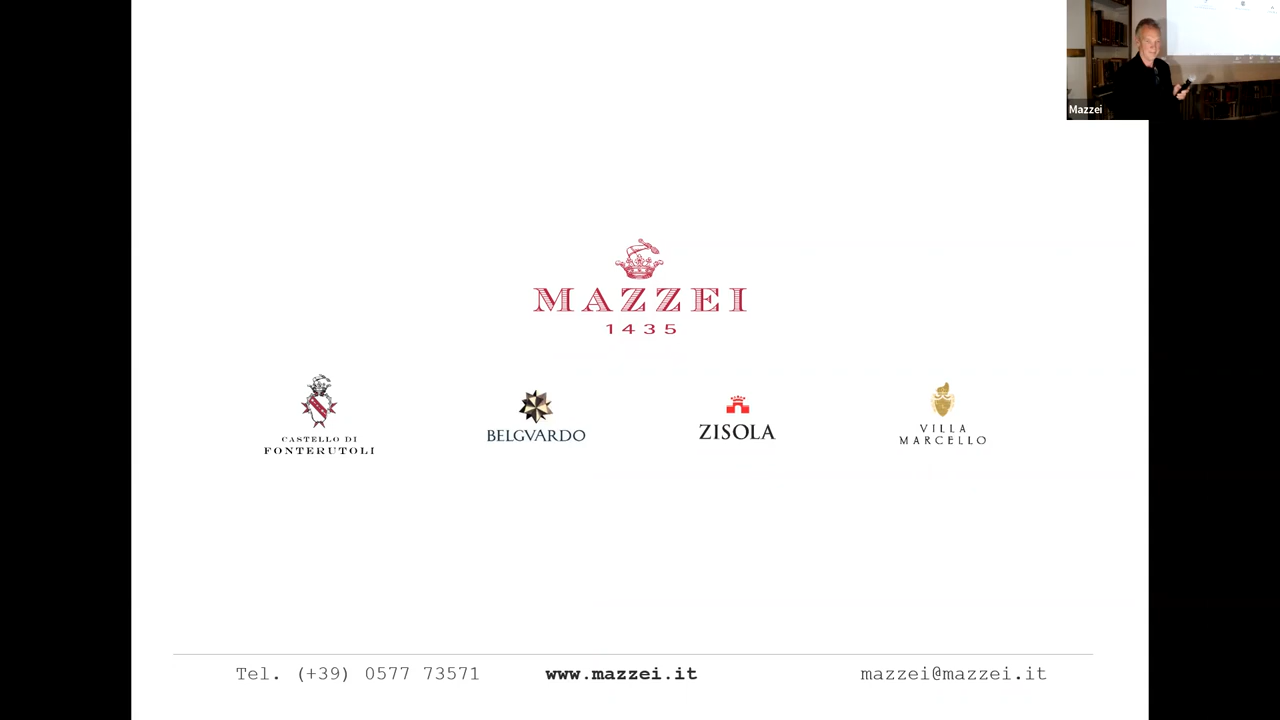 Mazzei
MAZZEI
1435
CASTELLO DI
FONTERUTOLI
BELGVARDO
ZISOLA
VILLA
MARCELLO
Tel. (+39) 0577 73571
www.mazzei.it
mazzei@mazzei.it